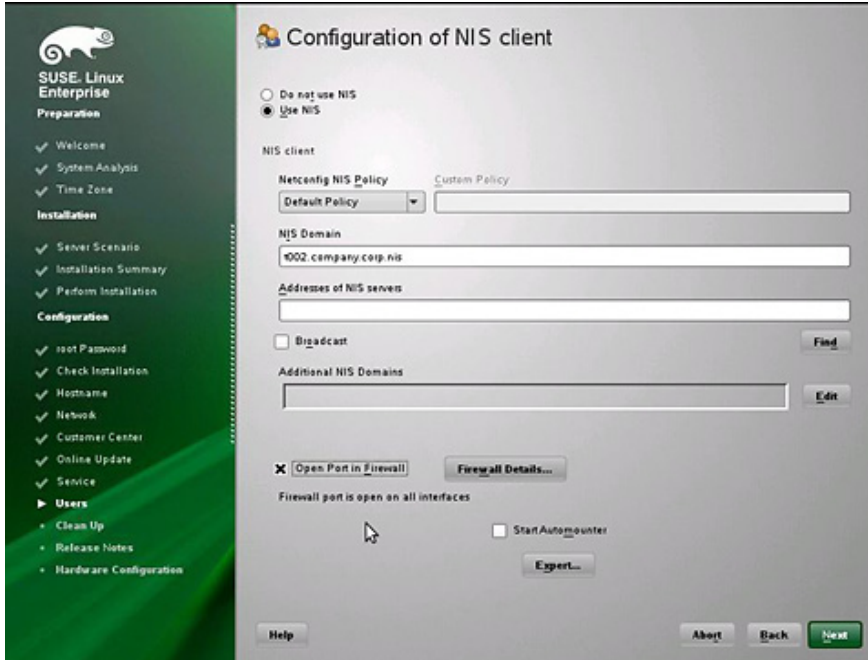 SUSE. Linux
Enterprise
Preparation
Welcome
System Analysis
Time Zone
Installation
Server Scenario
Installation Summary
Perform Installation
Configuration
root Password
Check Installation
Hostname
Network
Customer Center
Online Update
Service
Users
Clean Up
Release Notes
Hardware Configuration
Configuration of NIS client
Do not use NIS
Use NIS
NIS client
Netconfig NIS Policy
Custom Policy
Default Policy
NIS Domain
t002.company.corp.nis
Addresses of NIS servers
Broadcast
Find
Additional NIS Domains
Edit
Open Port in Firewall
Firewall Details...
Firewall port is open on all interfaces
Start Automounter
Expert...
Help
Abort
Back
Next